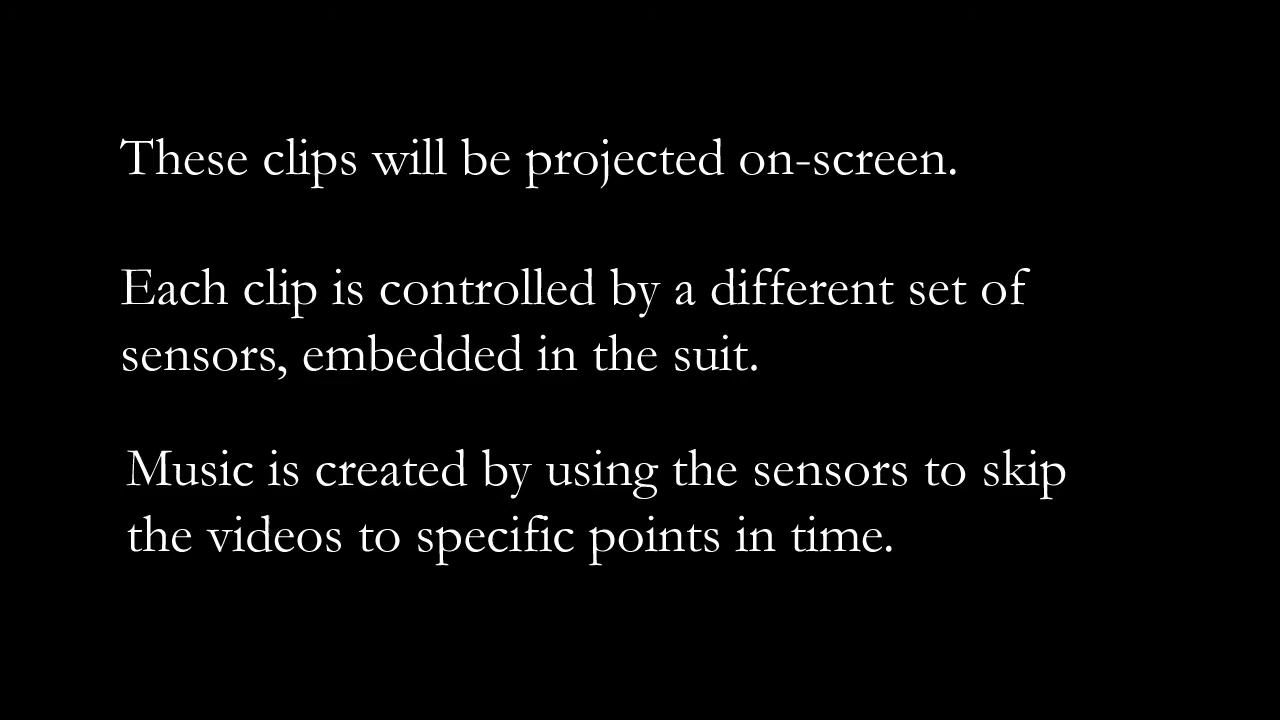 These clips will be projected on-screen.
Each clip is controlled by a different set of
sensors, embedded in the suit.
Music is created by using the sensors to skip
the videos to specific points in time.